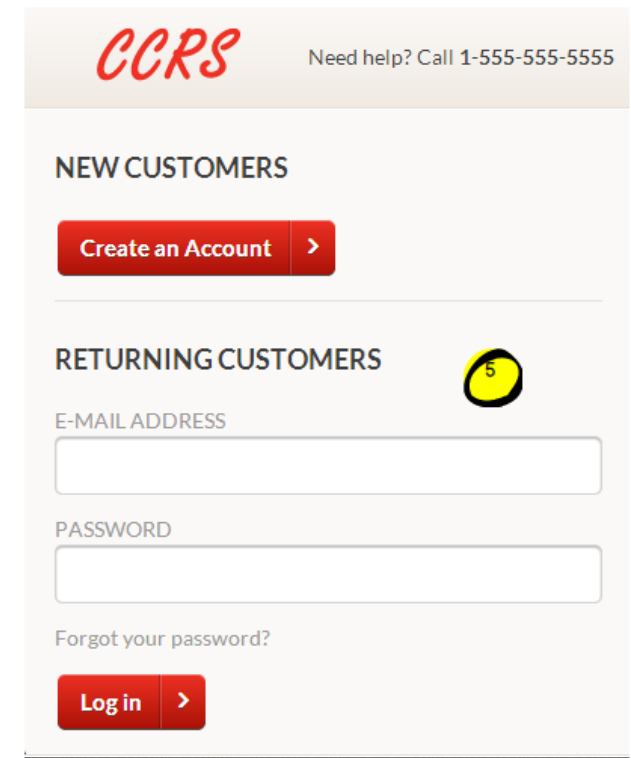 CCRS
Need help? Call 1-555-555-5555
NEW CUSTOMERS
Create an Account >
RETURNING CUSTOMERS
5
E-MAIL ADDRESS
PASSWORD
Forgot your password?
Log in >